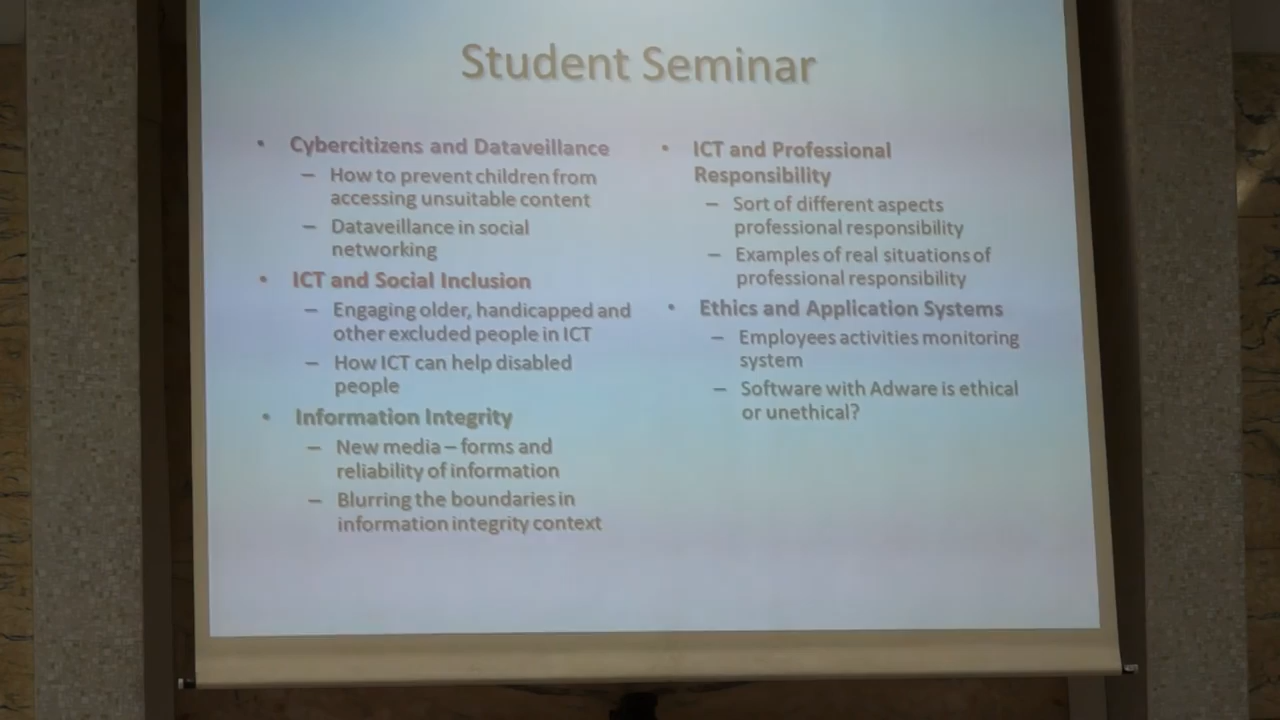 Student Seminar
• Cybercitizens and Dataveillance
– How to prevent children from
accessing unsuitable content
– Dataveillance in social
networking
• ICT and Social Inclusion
– Engaging older, handicapped and
other excluded people in ICT
– How ICT can help disabled
people
• Information Integrity
– New media – forms and
reliability of information
– Blurring the boundaries in
information integrity context
• ICT and Professional
Responsibility
– Sort of different aspects
professional responsibility
– Examples of real situations of
professional responsibility
• Ethics and Application Systems
– Employees activities monitoring
system
– Software with Adware is ethical
or unethical?